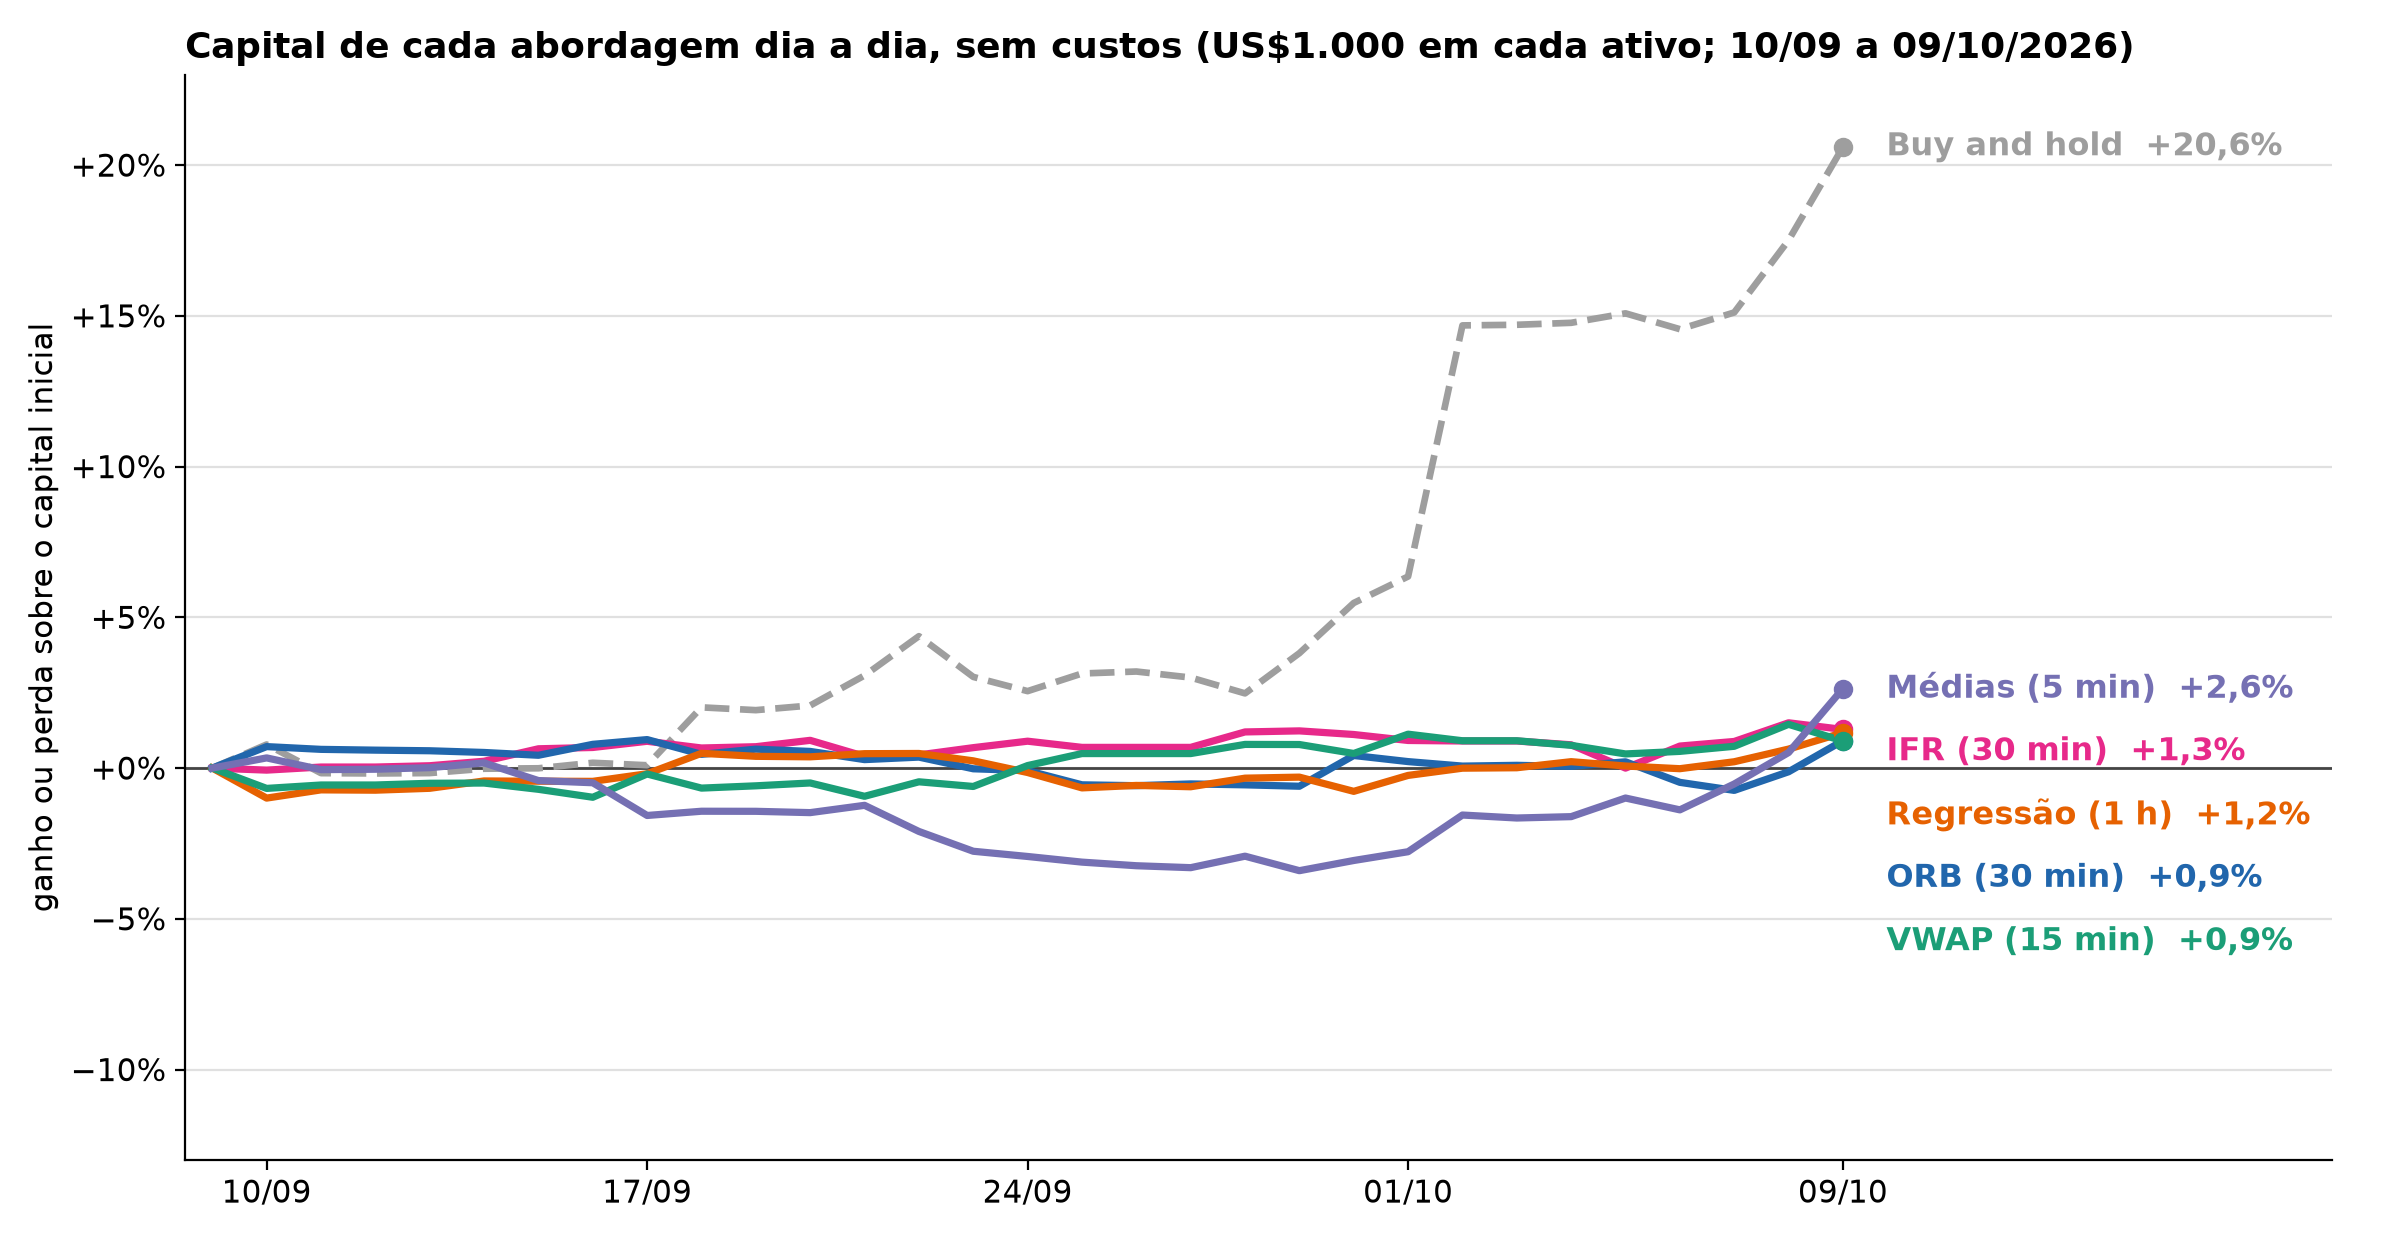 Capital de cada abordagem dia a dia, sem custos (US$1.000 em cada ativo; 10/09 a 09/10/2026)
ganho ou perda sobre o capital inicial
+20%
+15%
+10%
+5%
+0%
−5%
−10%
Buy and hold  +20,6%
Médias (5 min)  +2,6%
IFR (30 min)  +1,3%
Regressão (1 h)  +1,2%
ORB (30 min)  +0,9%
VWAP (15 min)  +0,9%
10/09
17/09
24/09
01/10
09/10